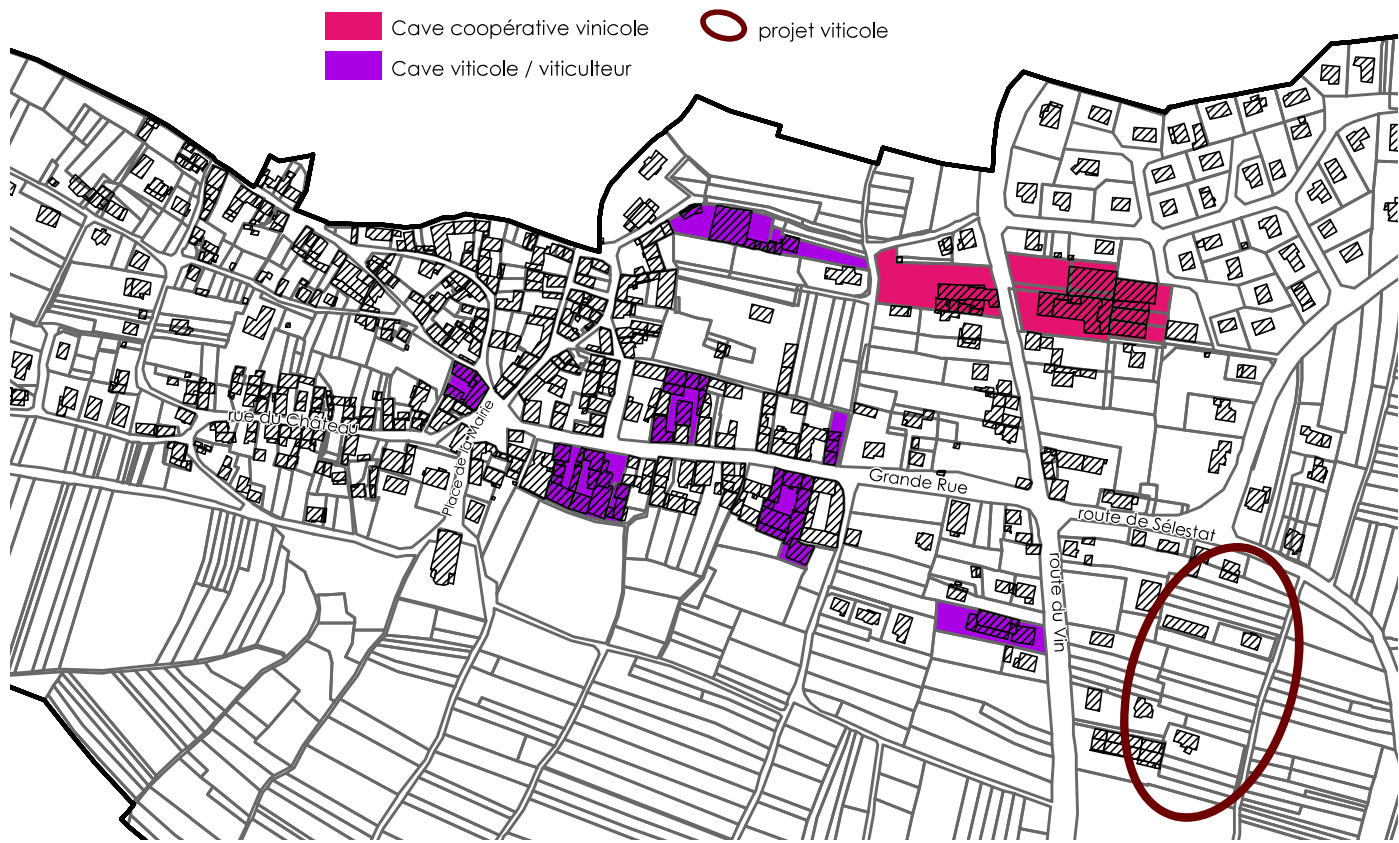 Cave coopérative vinicole
projet viticole
Cave viticole / viticulteur
rue du Château
Place de la Mairie
Grande Rue
route de Sélestat
route du Vin